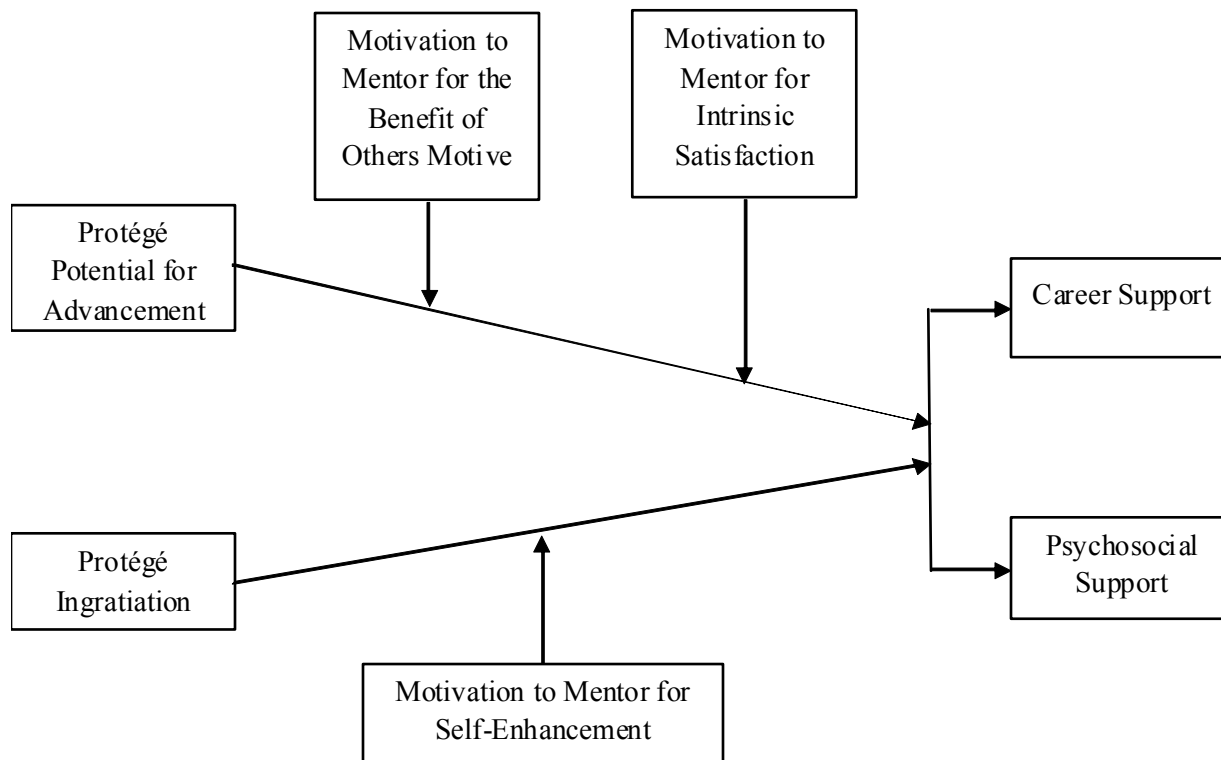 Motivation to
Mentor for the
Benefit of
Others Motive
Motivation to
Mentor for
Intrinsic
Satisfaction
Protégé
Potential for
Advancement
Career Support
Protégé
Ingratiation
Psychosocial
Support
Motivation to Mentor for
Self-Enhancement